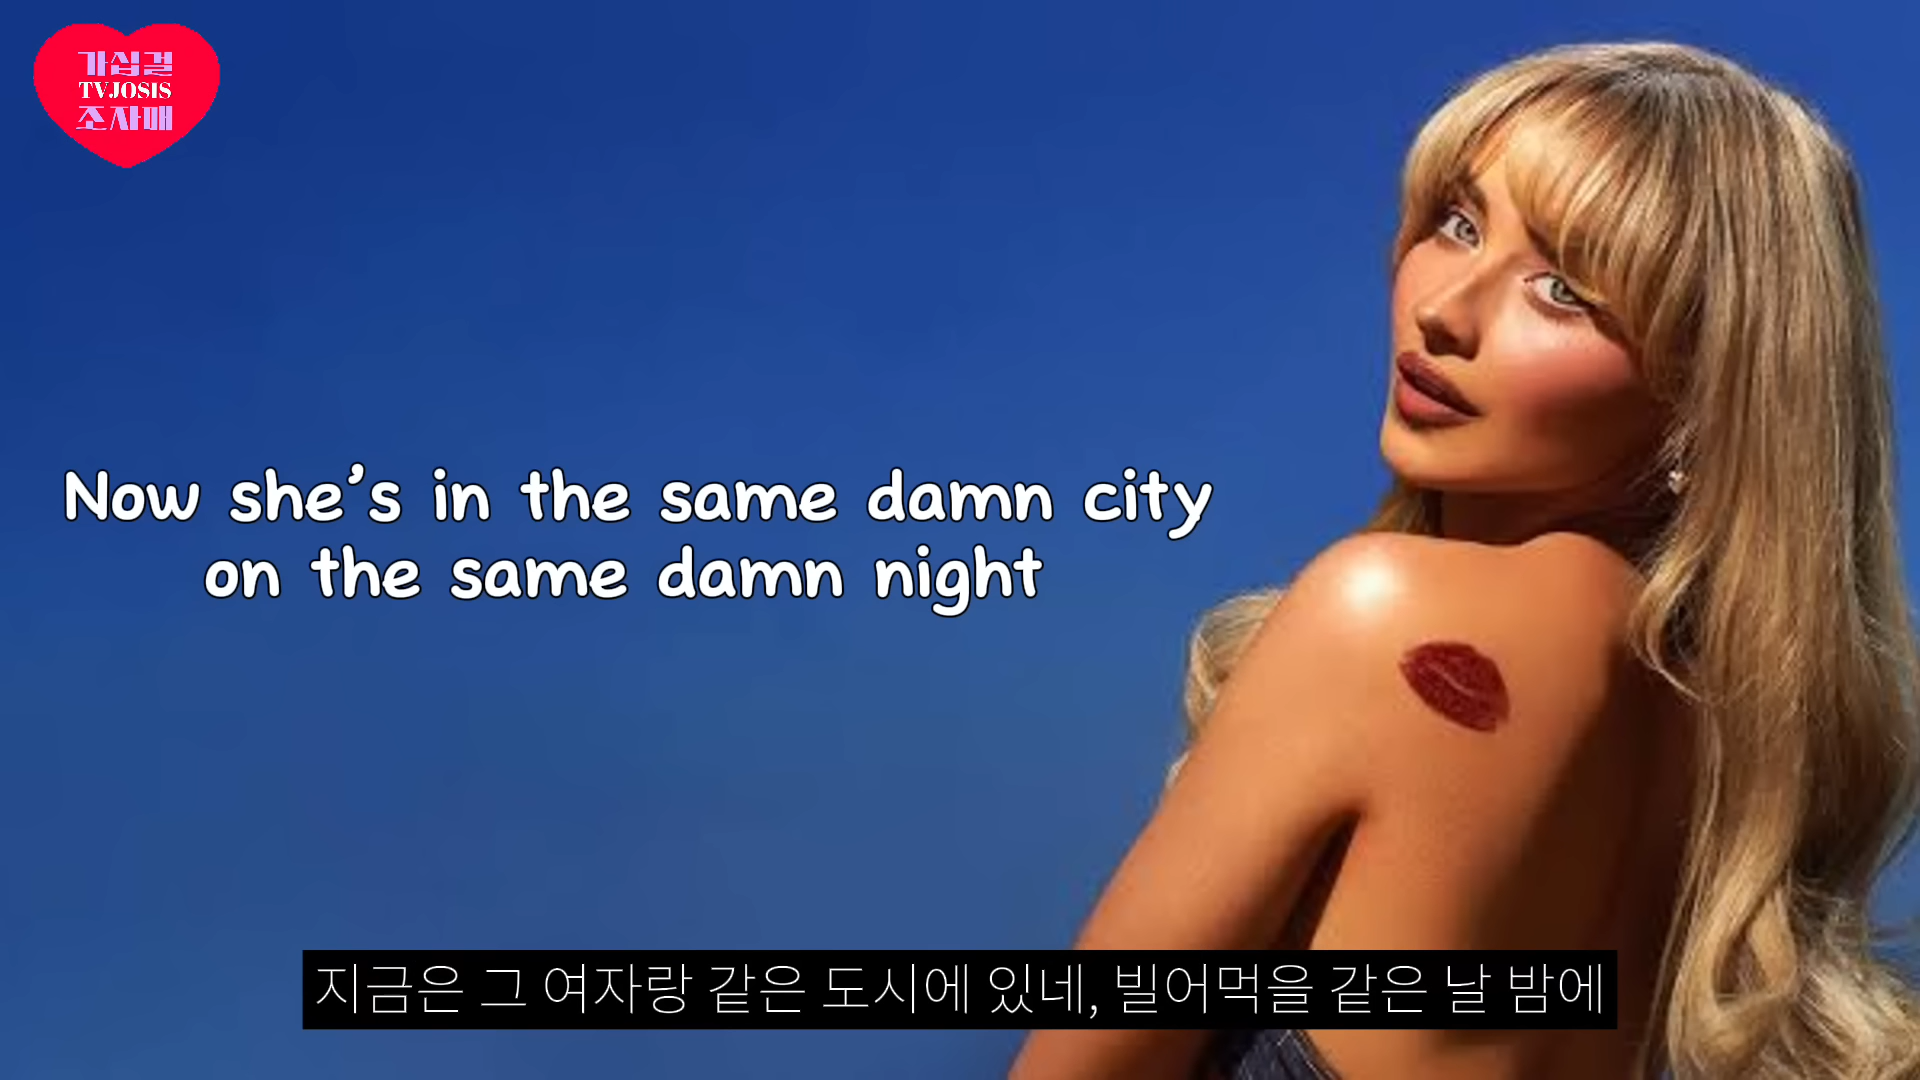 가십걸
TVJOSIS
조자매
Now she's in the same damn city
on the same damn night
지금은 그 여자랑 같은 도시에 있네, 빌어먹을 같은 날 밤에